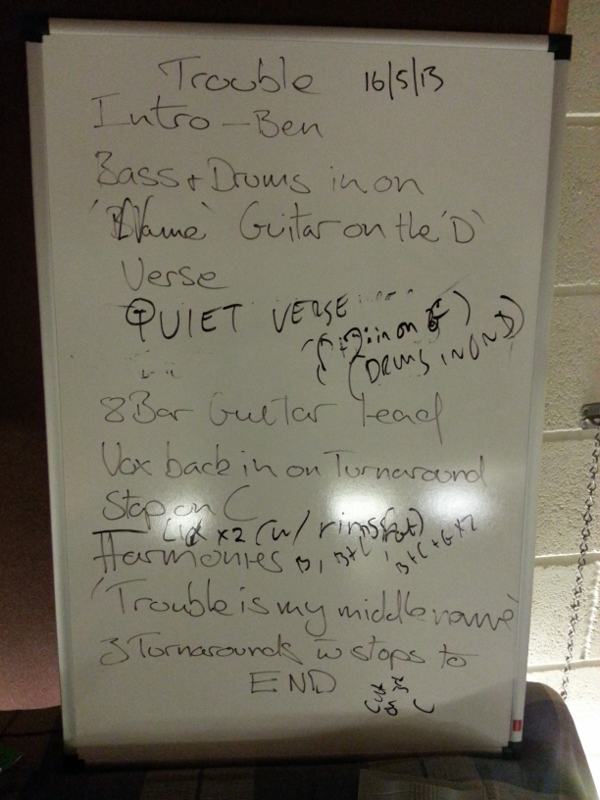 Trouble 16/5/13
Intro - Ben
Bass + Drums in on
'Name' Guitar on the 'D'
Verse
QUIET VERSE
in on G)
(DRUMS IN ON D)
8 Bar Guitar Lead
Vox back in on Turnaround
Stop on C
Lick x2 (w/ rimshot)
Harmonies B, B+C, B+C+G x2
'Trouble is my middle name'
3 Turnarounds w stops to
END
C